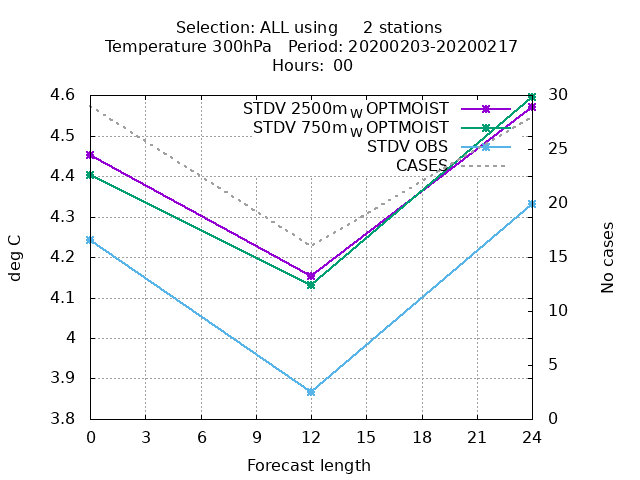 Selection: ALL using     2 stations
Temperature 300hPa   Period: 20200203-20200217
Hours:  00
4.6
4.5
4.4
4.3
4.2
4.1
4
3.9
3.8
deg C
STDV 2500m_W OPTMOIST
STDV 750m_W OPTMOIST
STDV OBS
CASES
30
25
20
15
10
5
0
No cases
0 3 6 9 12 15 18 21 24
Forecast length